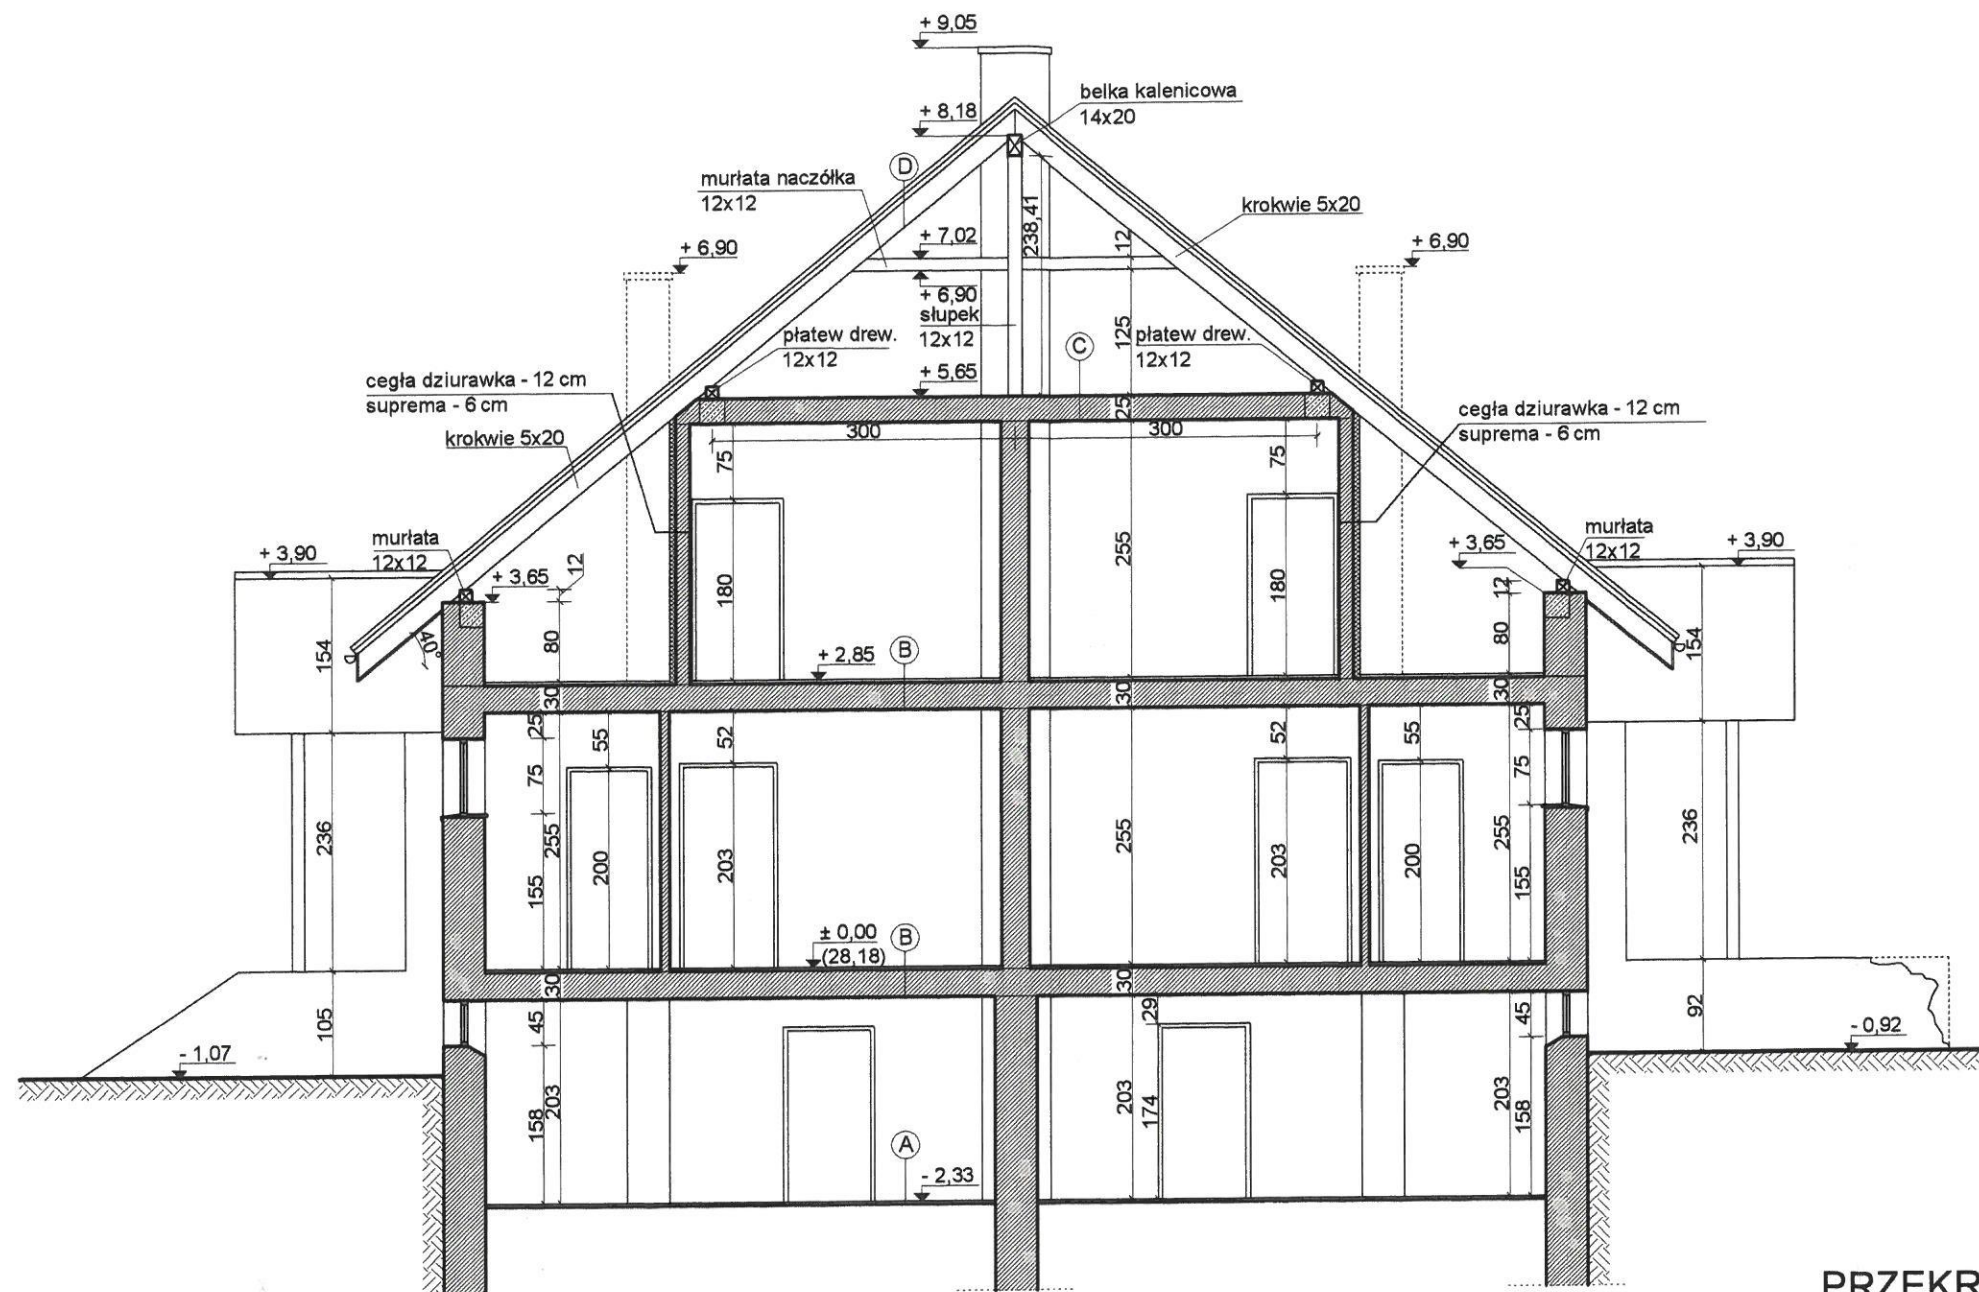 + 9,05
belka kalenicowa
14x20
+ 8,18
D
murłata naczółka
12x12
krokwie 5x20
238,41
12
+ 7,02
+ 6,90
+ 6,90
+ 6,90
słupek
12x12
125
płatew drew.
12x12
płatew drew.
12x12
C
+ 5,65
cegła dziurawka - 12 cm
suprema - 6 cm
cegła dziurawka - 12 cm
suprema - 6 cm
krokwie 5x20
25
300
300
75
75
murłata
12x12
murłata
12x12
+ 3,90
+ 3,65
12
255
+ 3,65
12
+ 3,90
180
180
154
40°
80
80
154
+ 2,85
B
30
30
30
25
55
52
52
55
25
75
75
236
255
155
200
203
255
203
200
255
155
236
± 0,00
(28,18)
B
30
30
105
45
29
45
92
- 1,07
- 0,92
158
203
203
174
203
158
A
- 2,33